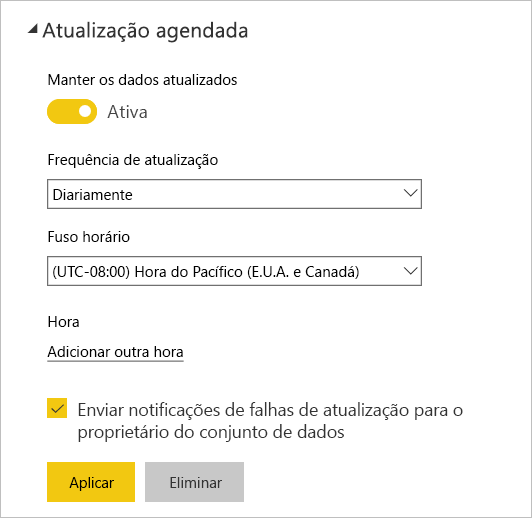 Atualização agendada
Manter os dados atualizados
Ativa
Frequência de atualização
Diariamente
Fuso horário
(UTC-08:00) Hora do Pacífico (E.U.A. e Canadá)
Hora
Adicionar outra hora
Enviar notificações de falhas de atualização para o
proprietário do conjunto de dados
Aplicar
Eliminar